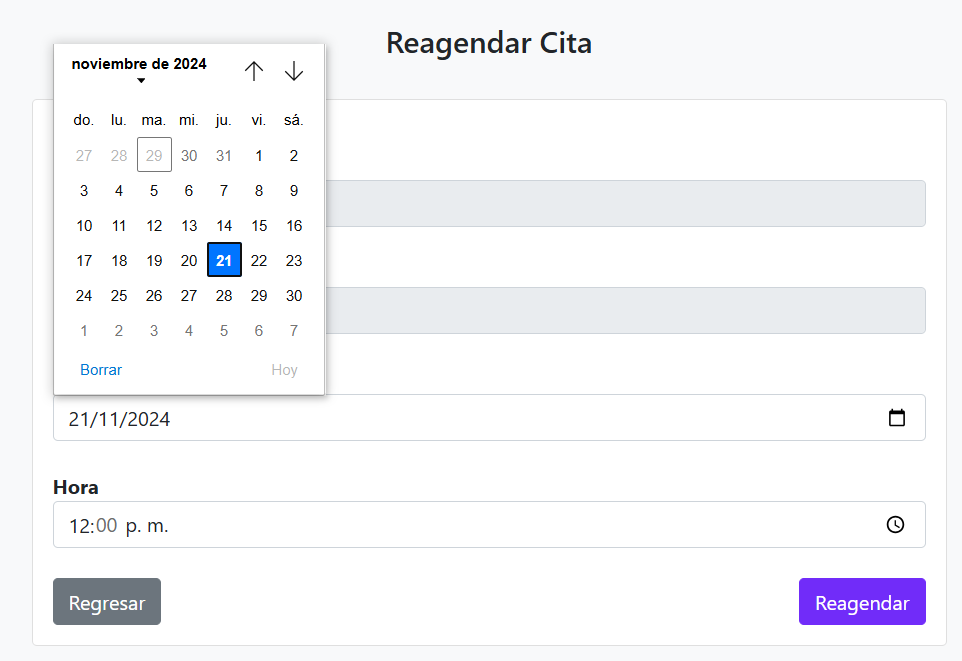 Reagendar Cita
noviembre de 2024
do. lu. ma. mi. ju. vi. sá.
27 28 29 30 31 1 2
3 4 5 6 7 8 9
10 11 12 13 14 15 16
17 18 19 20 21 22 23
24 25 26 27 28 29 30
1 2 3 4 5 6 7
Borrar Hoy
21/11/2024
Hora
12:00 p. m.
Regresar Reagendar